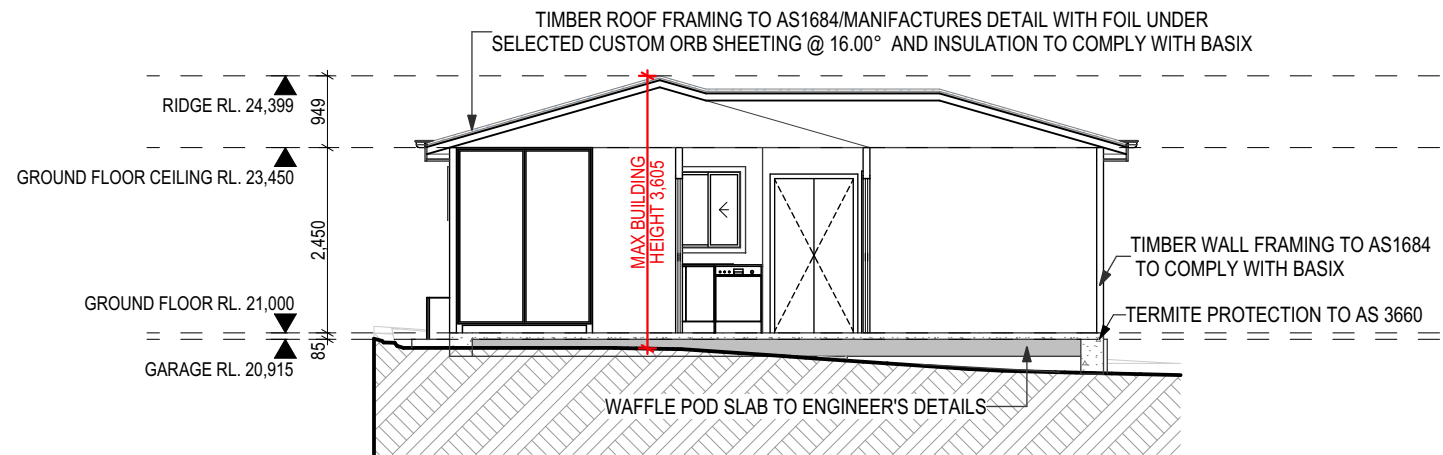 TIMBER ROOF FRAMING TO AS1684/MANIFACTURES DETAIL WITH FOIL UNDER
SELECTED CUSTOM ORB SHEETING @ 16.00° AND INSULATION TO COMPLY WITH BASIX
RIDGE RL. 24,399
949
GROUND FLOOR CEILING RL. 23,450
2,450
MAX BUILDING
HEIGHT 3,605
TIMBER WALL FRAMING TO AS1684
TO COMPLY WITH BASIX
GROUND FLOOR RL. 21,000
TERMITE PROTECTION TO AS 3660
85
GARAGE RL. 20,915
WAFFLE POD SLAB TO ENGINEER'S DETAILS